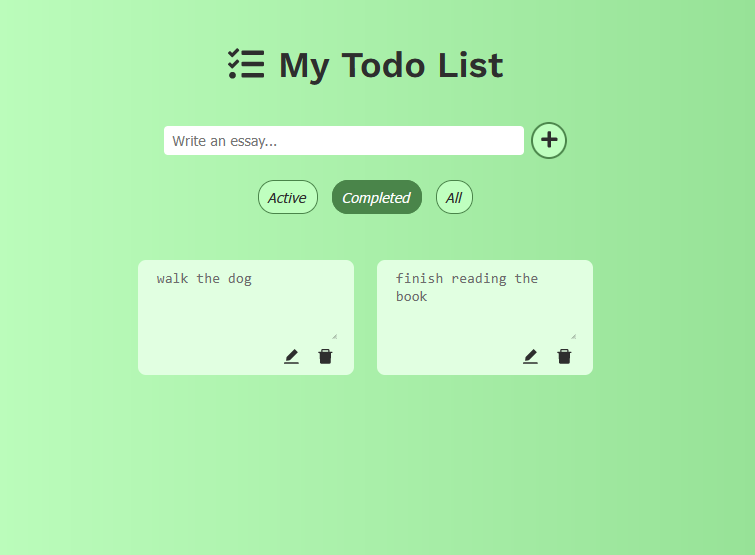 My Todo List
Write an essay...
Active
Completed
All
walk the dog
finish reading the
book